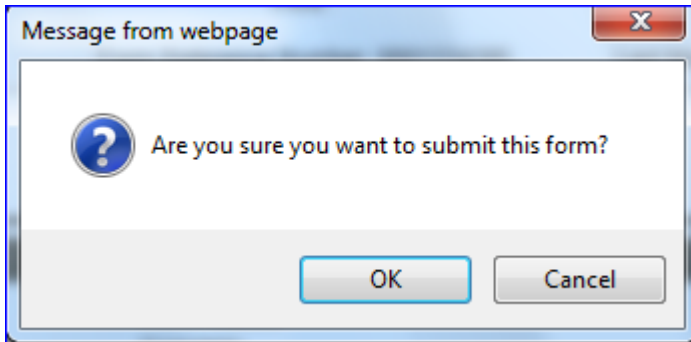 Message from webpage
Are you sure you want to submit this form?
OK Cancel